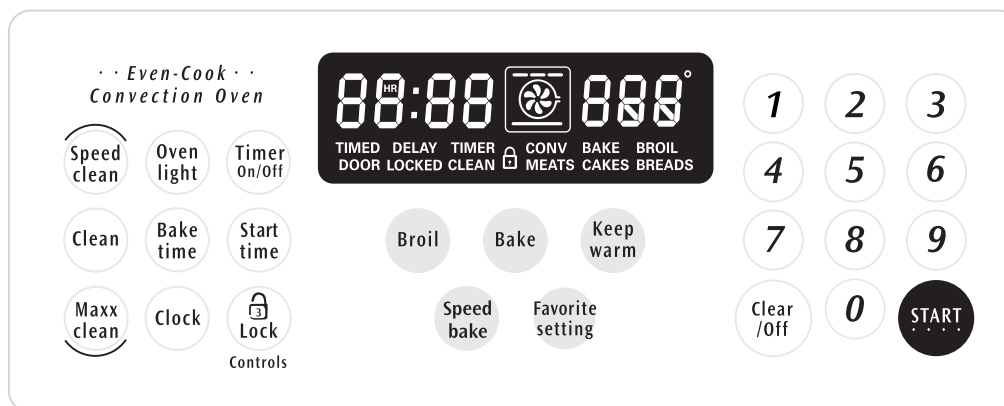 · · Even-Cook · ·
Convection Oven
Speed
clean
Oven
light
Timer
On/Off
Clean
Bake
time
Start
time
Maxx
clean
Clock
3
Lock
Controls
88:88 888°
HR
TIMED DELAY TIMER CONV BAKE BROIL
DOOR LOCKED CLEAN MEATS CAKES BREADS
Broil
Bake
Keep
warm
Speed
bake
Favorite
setting
1 2 3
4 5 6
7 8 9
Clear
/Off
0
START